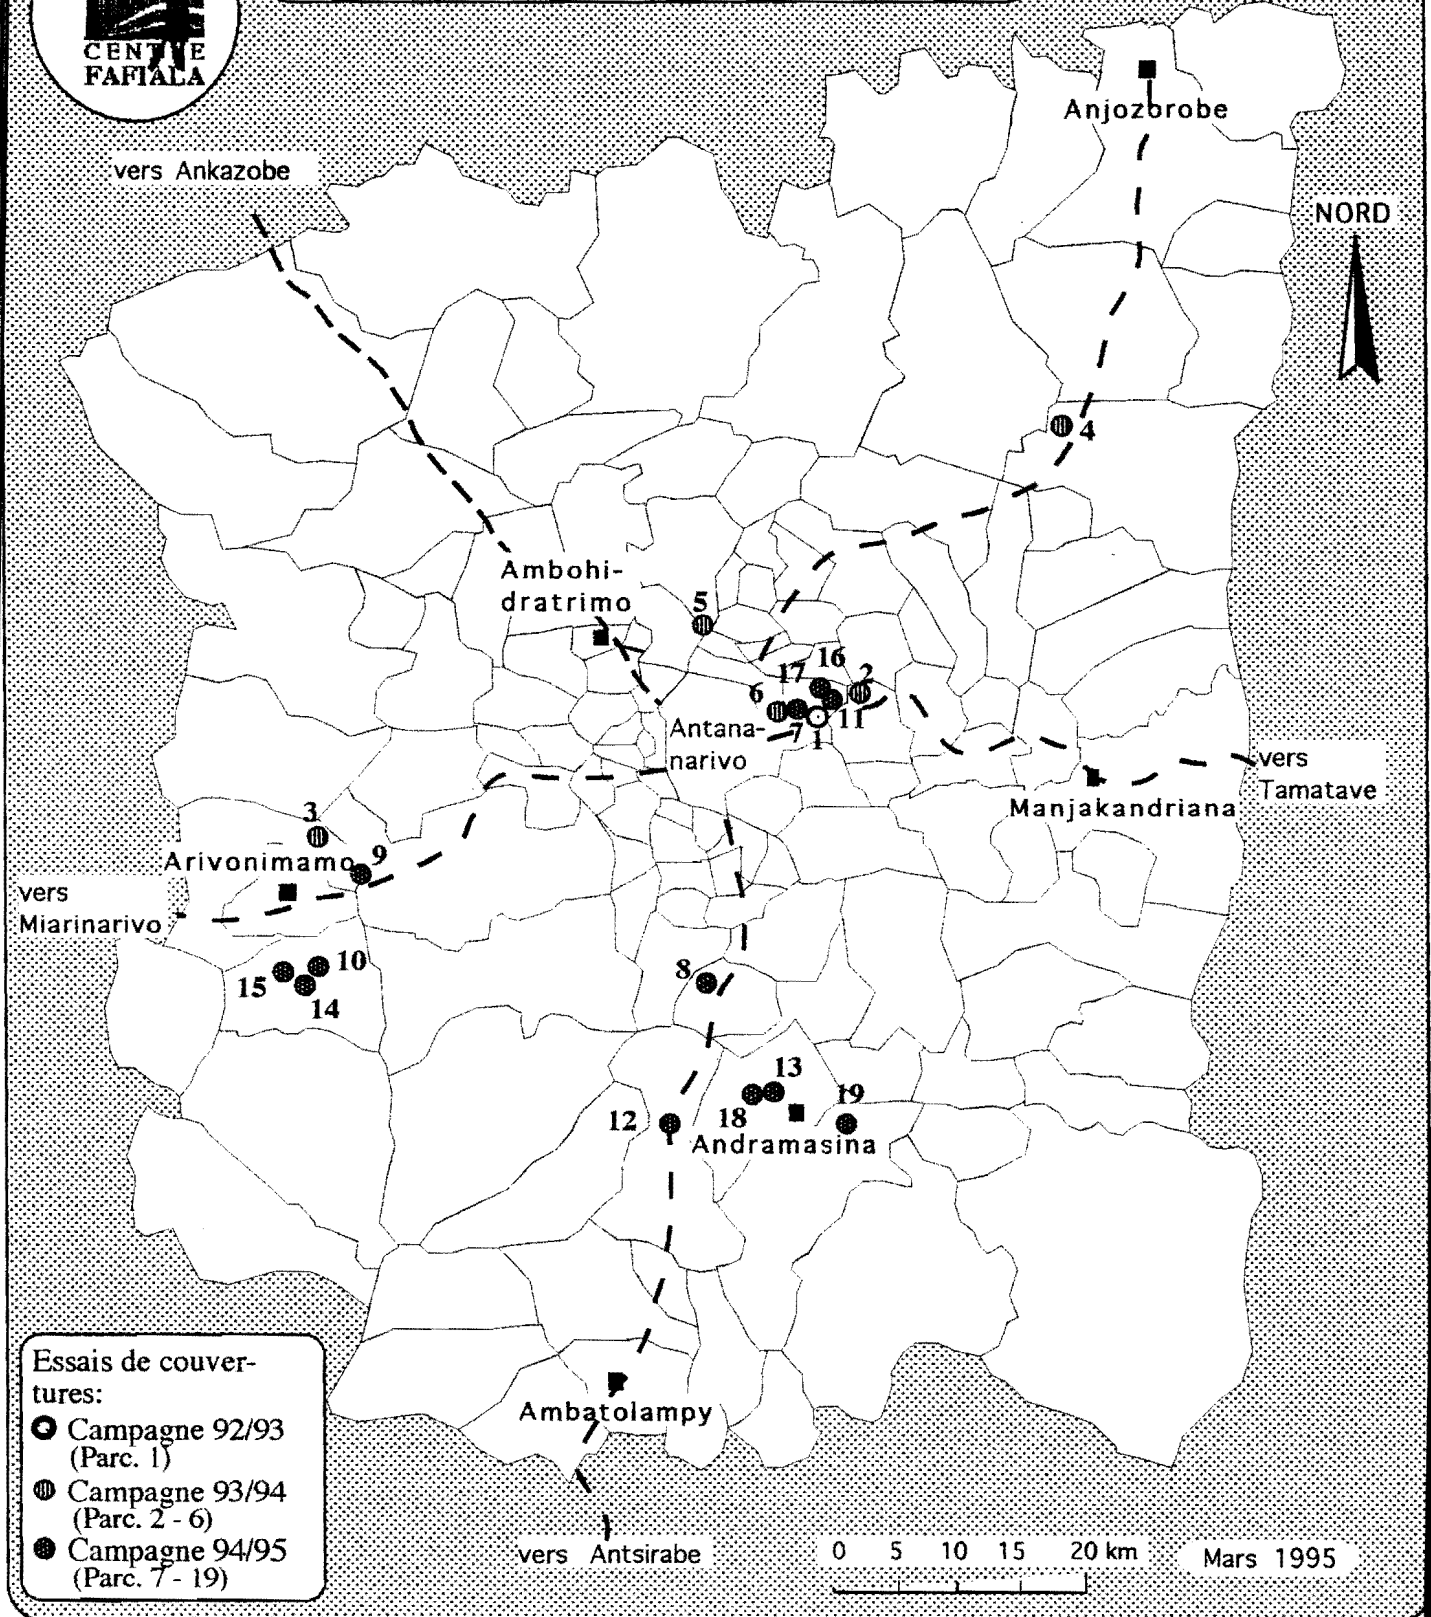 CENTRE
FAFIALA
Anjozorobe
vers Ankazobe
NORD
4
Ambohi-
dratrimo
5
16
17
2
6
11
7
1
Antana-
narivo
vers
Tamatave
Manjakandriana
3
9
Arivonimamo
vers
Miarinarivo
10
15
14
8
13
19
12
18
Andramasina
Essais de couver-
tures:
Campagne 92/93
(Parc. 1)
Campagne 93/94
(Parc. 2 - 6)
Campagne 94/95
(Parc. 7 - 19)
Ambatolampy
vers Antsirabe
0 5 10 15 20 km
Mars 1995